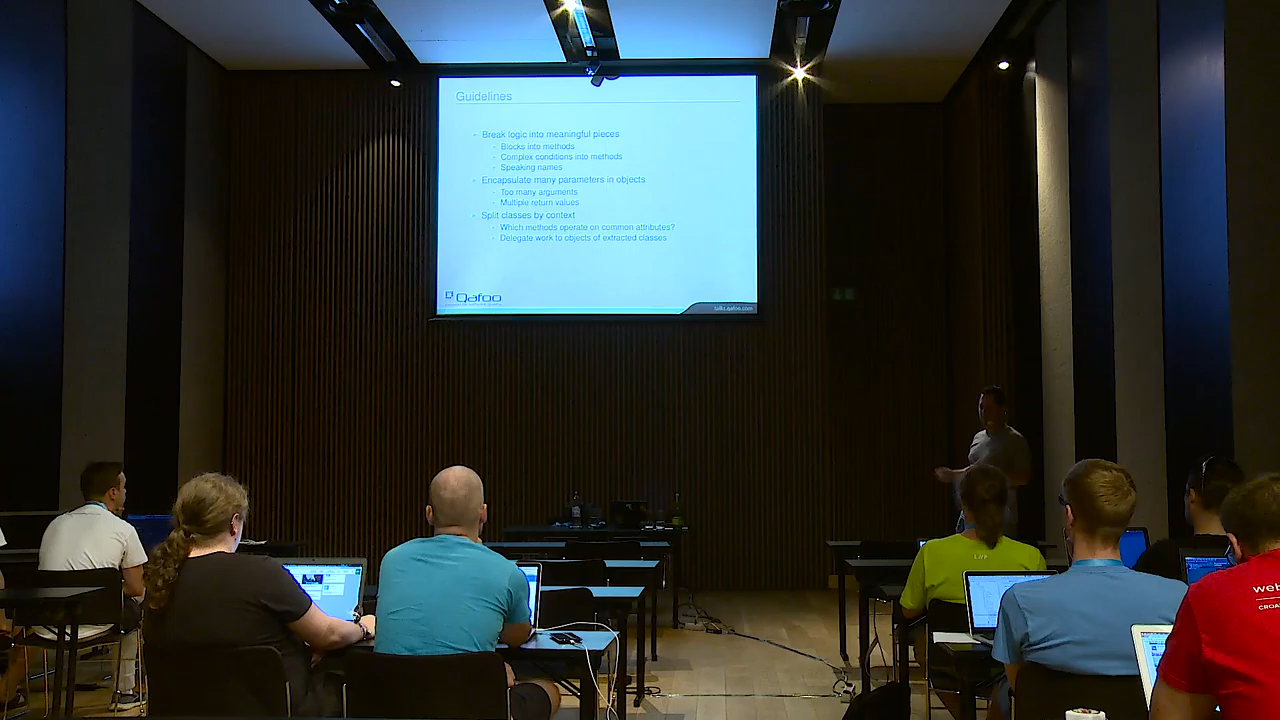 Guidelines
- Break logic into meaningful pieces
- Blocks into methods
- Complex conditions into methods
- Speaking names
- Encapsulate many parameters in objects
- Too many arguments
- Multiple return values
- Split classes by context
- Which methods operate on common attributes?
- Delegate work to objects of extracted classes
Qafoo
talks.qafoo.com
web
CROA